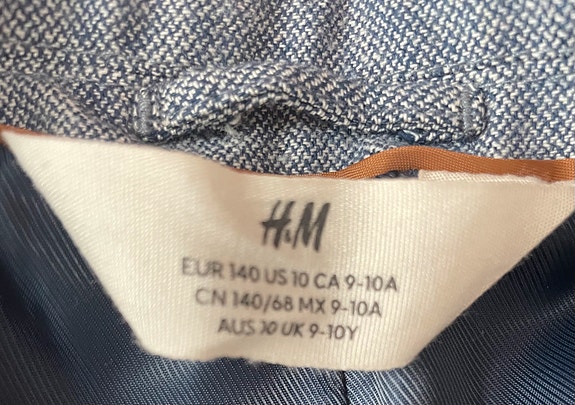 H&M
EUR 140 US 10 CA 9-10A
CN 140/68 MX 9-10A
AUS 10 UK 9-10Y